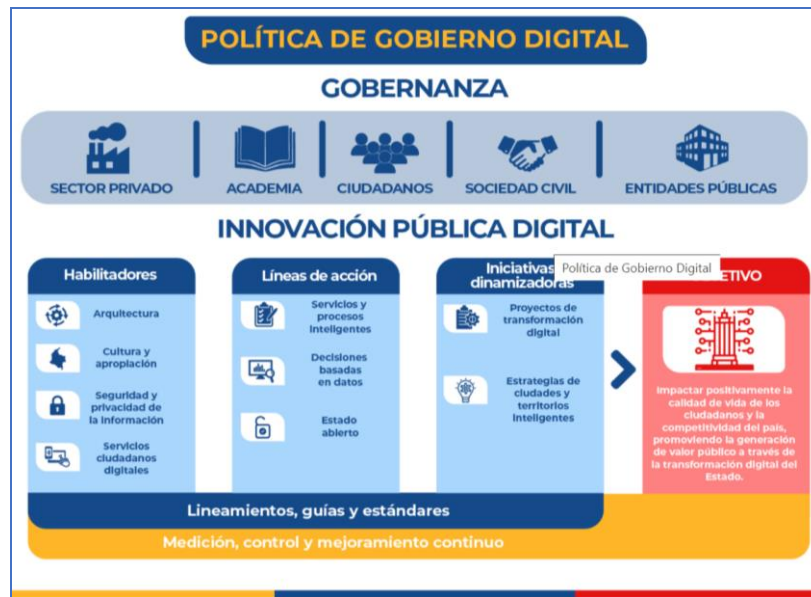 POLÍTICA DE GOBIERNO DIGITAL
GOBERNANZA
SECTOR PRIVADO
ACADEMIA
CIUDADANOS
SOCIEDAD CIVIL
ENTIDADES PÚBLICAS
INNOVACIÓN PÚBLICA DIGITAL
Habilitadores
Arquitectura
Cultura y
apropiación
Seguridad y
privacidad de
la información
Servicios
ciudadanos
digitales
Líneas de acción
Servicios y
procesos
inteligentes
Decisiones
basadas
en datos
Estado
abierto
Iniciativas
dinamizadoras
Proyectos de
transformación
digital
Estrategias de
ciudades y
territorios
inteligentes
Política de Gobierno Digital
ETIVO
Impactar positivamente la
calidad de vida de los
ciudadanos y la
competitividad del país,
promoviendo la generación
de valor público a través de
la transformación digital del
Estado.
Lineamientos, guías y estándares
Medición, control y mejoramiento continuo